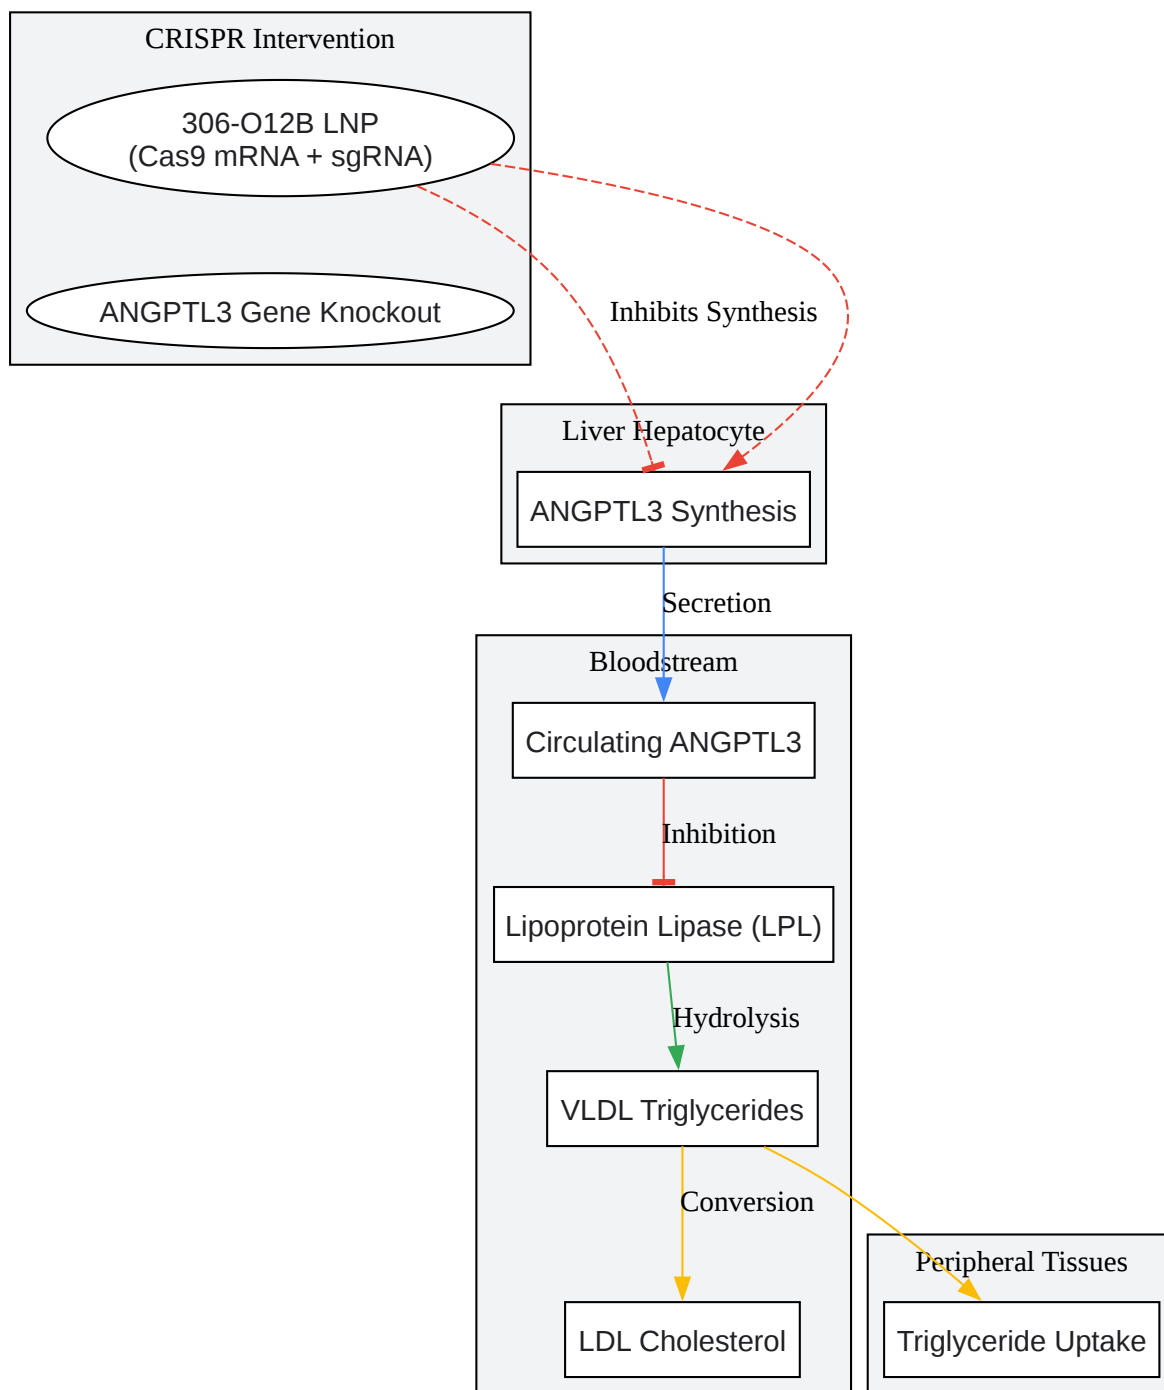 CRISPR Intervention
306-O12B LNP
(Cas9 mRNA + sgRNA)
ANGPTL3 Gene Knockout
Inhibits Synthesis
Liver Hepatocyte
ANGPTL3 Synthesis
Secretion
Bloodstream
Circulating ANGPTL3
Inhibition
Lipoprotein Lipase (LPL)
Hydrolysis
VLDL Triglycerides
Conversion
Peripheral Tissues
LDL Cholesterol
Triglyceride Uptake